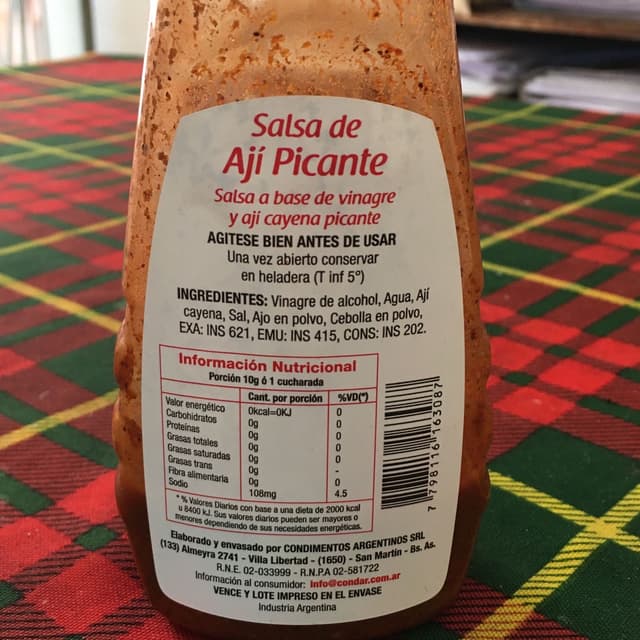 Salsa de
Ají Picante
Salsa a base de vinagre
y ají cayena picante
AGITESE BIEN ANTES DE USAR
Una vez abierto conservar
en heladera (T inf 5º)
INGREDIENTES: Vinagre de alcohol, Agua, Ají
cayena, Sal, Ajo en polvo, Cebolla en polvo,
EXA: INS 621, EMU: INS 415, CONS: INS 202.
Información Nutricional
Porción 10g ó 1 cucharada
Cant. por porción %VD(*)
Valor energético 0kcal=0KJ 0
Carbohidratos 0g 0
Proteínas 0g 0
Grasas totales 0g 0
Grasas saturadas 0g 0
Grasas trans 0g -
Fibra alimentaria 0g 0
Sodio 108mg 4.5
* % Valores Diarios con base a una dieta de 2000 kcal
u 8400 kJ. Sus valores diarios pueden ser mayores o
menores dependiendo de sus necesidades energéticas.
7 798116 163087
Elaborado y envasado por CONDIMENTOS ARGENTINOS SRL
(133) Almeyra 2741 - Villa Libertad - (1650) - San Martín - Bs. As.
R.N.E. 02-033999 - R.N.P.A 02-581722
Información al consumidor: Info@condar.com.ar
VENCE Y LOTE IMPRESO EN EL ENVASE
Industria Argentina